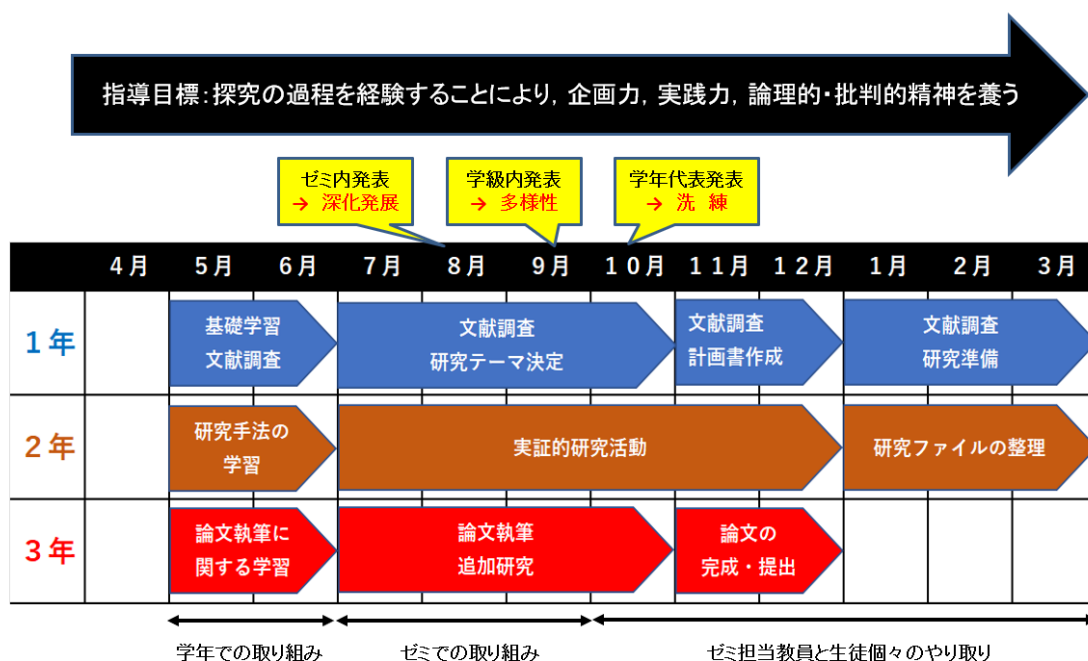 指導目標:探究の過程を経験することにより,企画力,実践力,論理的・批判的精神を養う
ゼミ内発表
→ 深化発展
学級内発表
→ 多様性
学年代表発表
→ 洗 練
4月 5月 6月 7月 8月 9月 10月 11月 12月 1月 2月 3月
1年
基礎学習
文献調査
文献調査
研究テーマ決定
文献調査
計画書作成
文献調査
研究準備
2年
研究手法の
学習
実証的研究活動
研究ファイルの整理
3年
論文執筆に
関する学習
論文執筆
追加研究
論文の
完成・提出
学年での取り組み
ゼミでの取り組み
ゼミ担当教員と生徒個々のやり取り